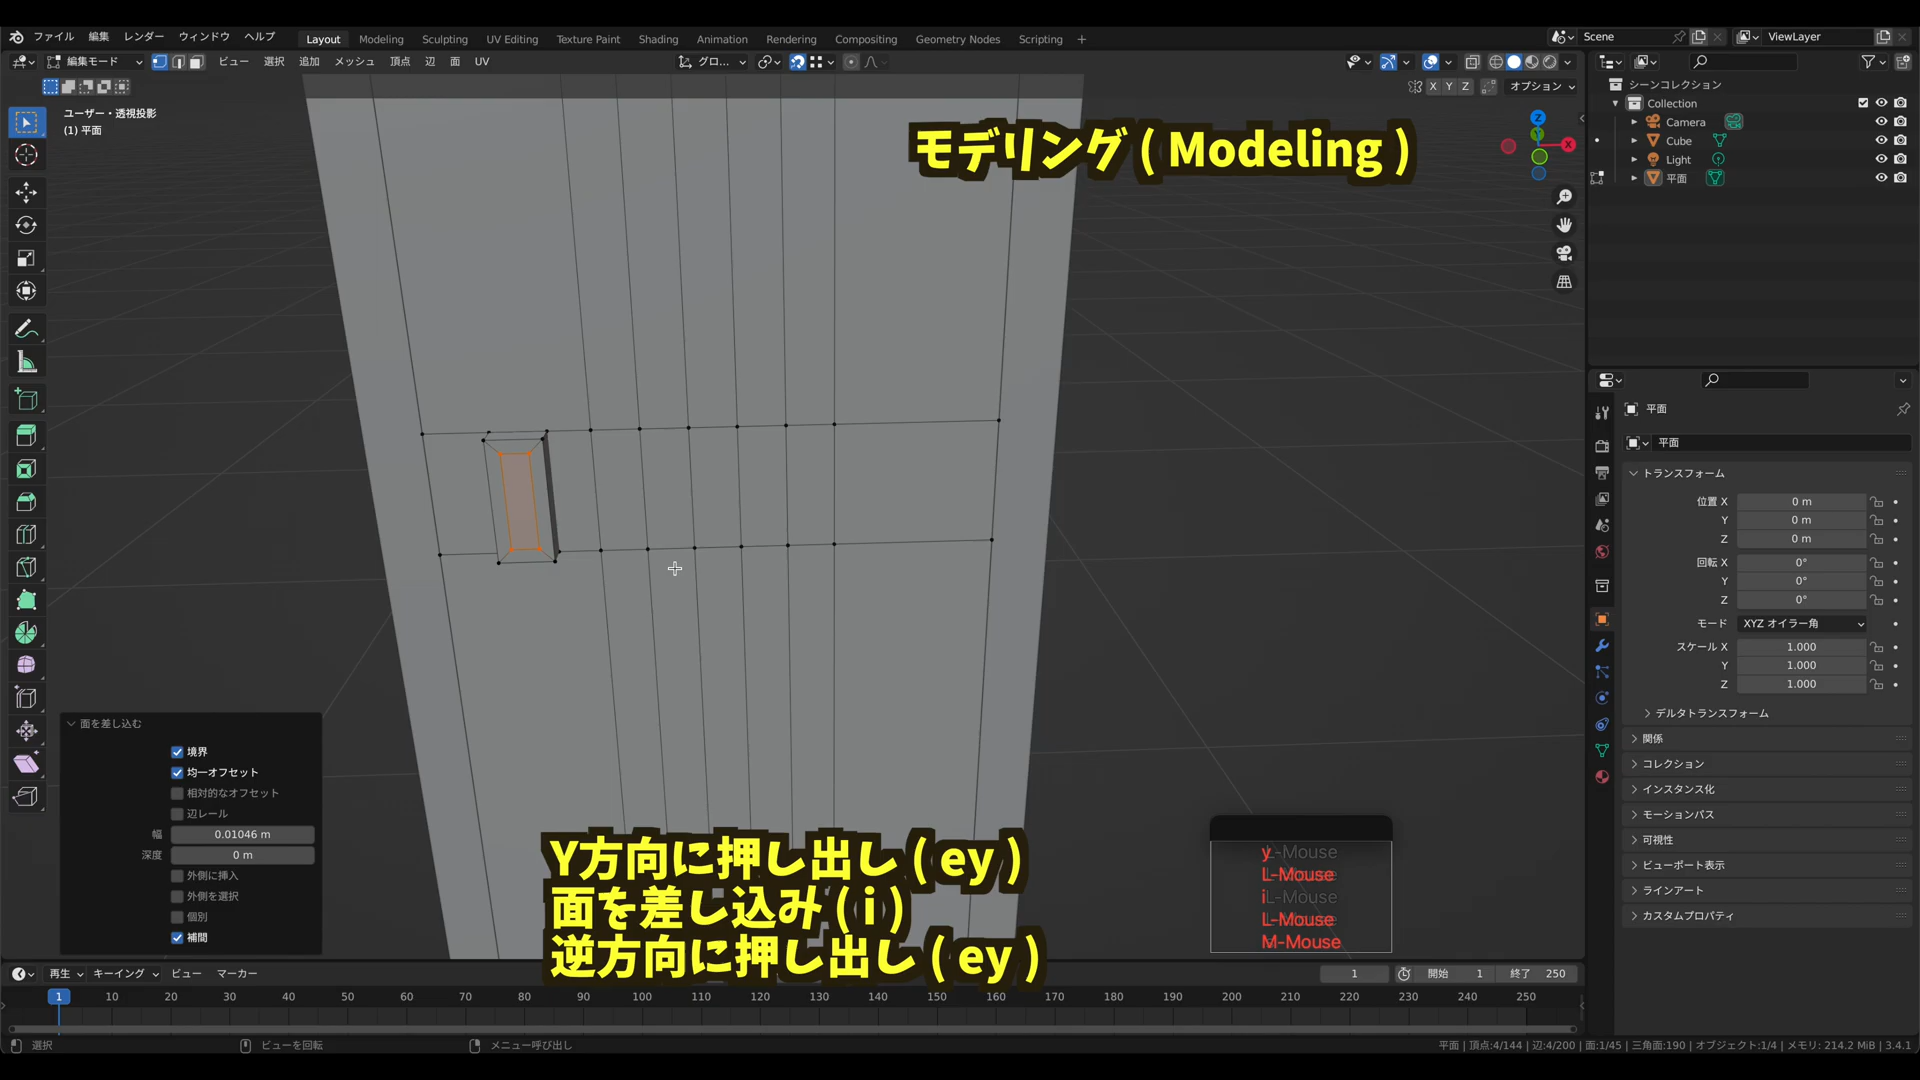 ファイル 編集 レンダー ウィンドウ ヘルプ Layout Modeling Sculpting UV Editing Texture Paint Shading Animation Rendering Compositing Geometry Nodes Scripting + Scene ViewLayer
編集モード ビュー 選択 追加 メッシュ 頂点 辺 面 UV グロ...
X Y Z オプション
ユーザー・透視投影
(1) 平面
モデリング ( Modeling )
Z
X
シーンコレクション
Collection
Camera
Cube
Light
平面
平面
平面
トランスフォーム
位置 X 0 m
Y 0 m
Z 0 m
回転 X 0°
Y 0°
Z 0°
モード XYZ オイラー角
スケール X 1.000
Y 1.000
Z 1.000
デルタトランスフォーム
関係
コレクション
インスタンス化
モーションパス
可視性
ビューポート表示
ラインアート
カスタムプロパティ
面を差し込む
境界
均一オフセット
相対的なオフセット
辺レール
幅 0.01046 m
深度 0 m
外側に挿入
外側を選択
個別
補間
Y方向に押し出し ( ey )
面を差し込み ( i )
逆方向に押し出し ( ey )
y L-Mouse
L-Mouse
i L-Mouse
L-Mouse
M-Mouse
再生 キーイング ビュー マーカー 1 開始 1 終了 250
1 10 20 30 40 50 60 70 80 90 100 110 120 130 140 150 160 170 180 190 200 210 220 230 240 250
選択 ビューを回転 メニュー呼び出し 平面 | 頂点:4/144 | 辺:4/200 | 面:1/45 | 三角面:190 | オブジェクト:1/4 | メモリ: 214.2 MiB | 3.4.1